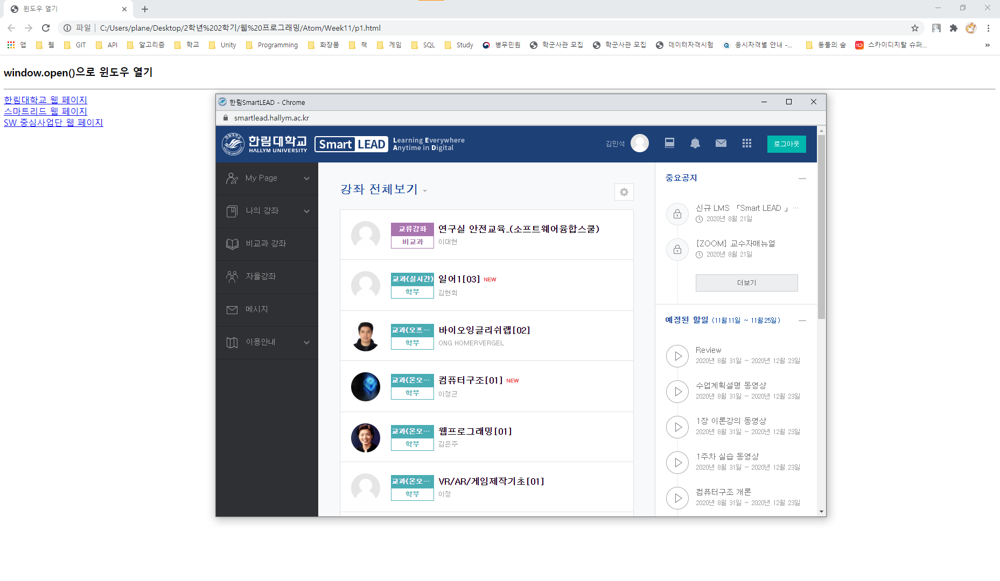 윈도우 열기
파일 C:/Users/plane/Desktop/2학년%202학기/웹%20프로그래밍/Atom/Week11/p1.html
앱 웹 GIT API 알고리즘 학교 Unity Programming 화장품 책 게임 SQL Study 병무민원 학군사관 모집 학군사관 모집 데이터자격시험 응시자격별 안내 -... 동물의 숲 스카이디지탈 슈퍼... »
window.open()으로 윈도우 열기
한림대학교 웹 페이지
스마트리드 웹 페이지
SW 중심사업단 웹 페이지
한림SmartLEAD - Chrome
smartlead.hallym.ac.kr
한림대학교
HALLYM UNIVERSITY
Smart LEAD
Learning Everywhere
Anytime in Digital
김민석
로그아웃
My Page
나의 강좌
비교과 강좌
자율강좌
메시지
이용안내
강좌 전체보기
교류강좌
비교과
연구실 안전교육_(소프트웨어융합스쿨)
이대현
교과(실시간)
학부
일어1[03] NEW
김현희
교과(오프···
학부
바이오잉글리쉬랩[02]
ONG HOMERVERGEL
교과(온오···
학부
컴퓨터구조[01] NEW
이정근
교과(온오···
학부
웹프로그래밍[01]
김은주
교과(온오···
학부
VR/AR/게임제작기초[01]
이정
중요공지
신규 LMS 「Smart LEAD 」···
2020년 8월 21일
[ZOOM] 교수자매뉴얼
2020년 8월 21일
더보기
예정된 할일 (11월11일 ~ 11월25일)
Review
2020년 8월 31일 ~ 2020년 12월 23일
수업계획설명 동영상
2020년 8월 31일 ~ 2020년 12월 23일
1장 이론강의 동영상
2020년 8월 31일 ~ 2020년 12월 23일
1주차 실습 동영상
2020년 8월 31일 ~ 2020년 12월 23일
컴퓨터구조 개론
2020년 8월 31일 ~ 2020년 12월 23일